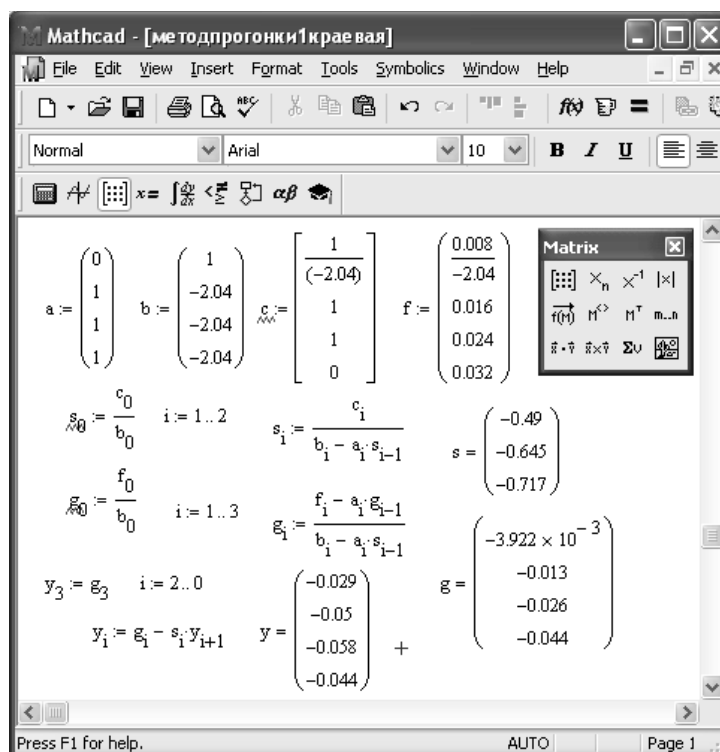 Mathcad - [методпрогонки1краевая]
File Edit View Insert Format Tools Symbolics Window Help
Normal Arial 10 B I U
a := (0 1 1 1) b := (1 -2.04 -2.04 -2.04) c := [1/(-2.04) 1 1 0] f := (0.008/-2.04 0.016 0.024 0.032)
Matrix
s₀ := c₀/b₀ i := 1..2 sᵢ := cᵢ/(bᵢ - aᵢ·sᵢ₋₁) s = (-0.49 -0.645 -0.717)
g₀ := f₀/b₀ i := 1..3 gᵢ := (fᵢ - aᵢ·gᵢ₋₁)/(bᵢ - aᵢ·sᵢ₋₁) g = (-3.922 × 10⁻³ -0.013 -0.026 -0.044)
y₃ := g₃ i := 2..0
yᵢ := gᵢ - sᵢ·yᵢ₊₁ y = (-0.029 -0.05 -0.058 -0.044)
Press F1 for help. AUTO Page 1